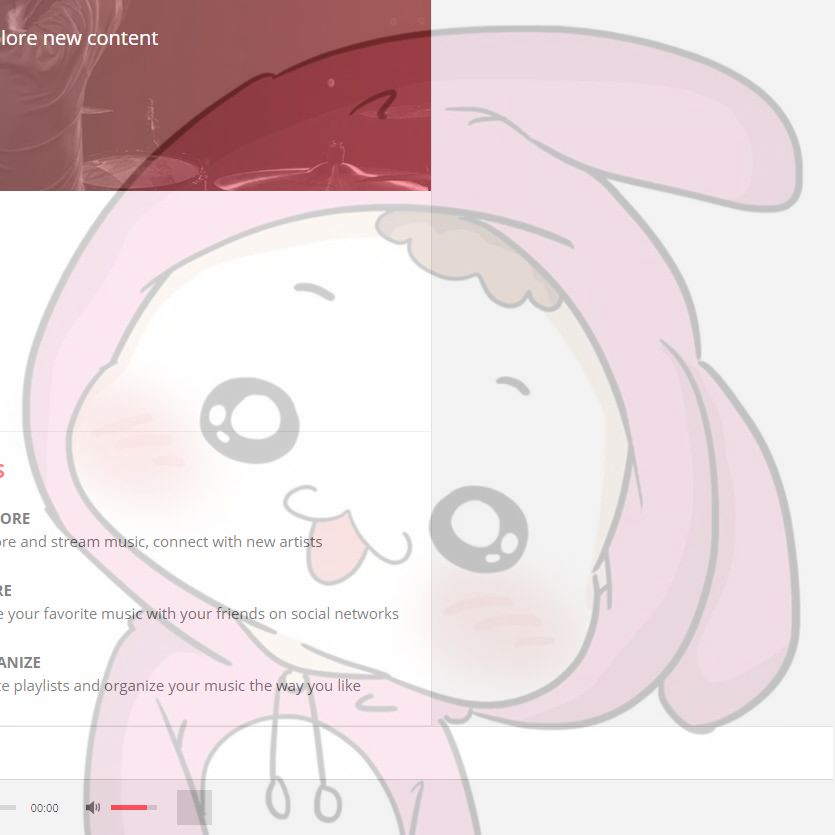 lore new content
S
ORE
ore and stream music, connect with new artists
RE
e your favorite music with your friends on social networks
ANIZE
te playlists and organize your music the way you like
00:00